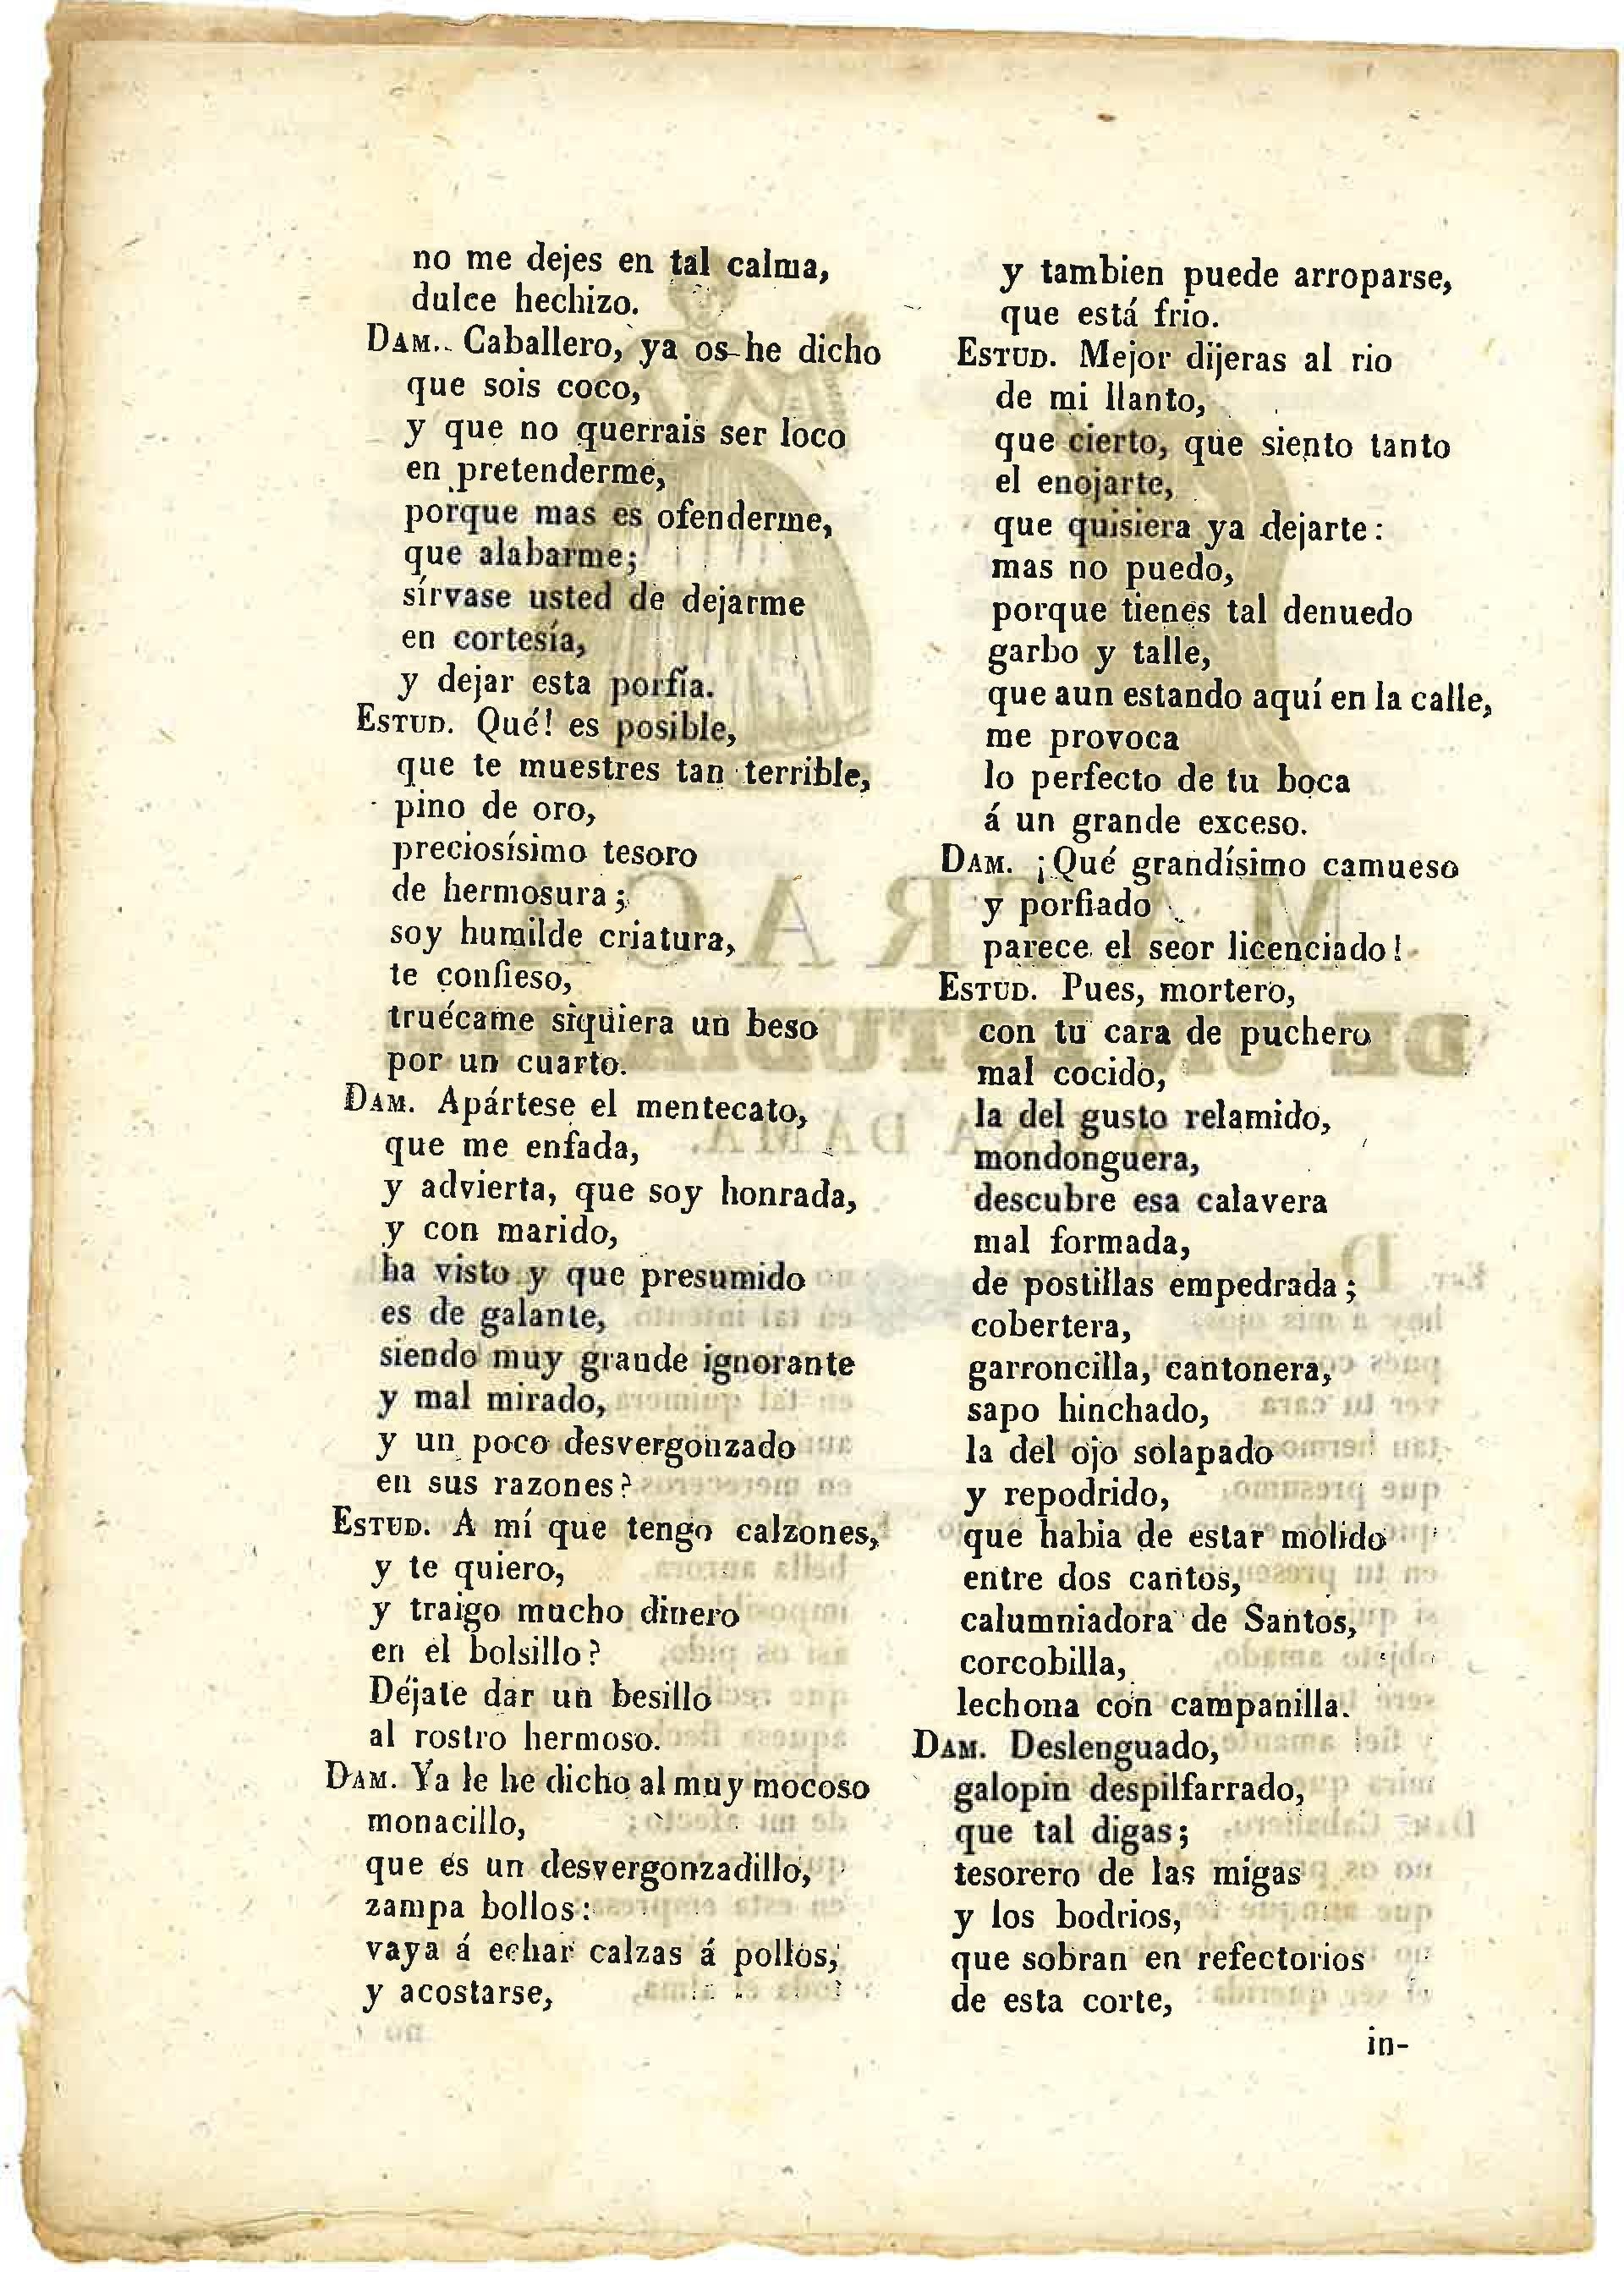 no me dejes en tal calma,
dulce hechizo.
DAM. Caballero, ya os he dicho
que sois coco,
y que no querrais ser loco
en pretenderme,
porque mas es ofenderme,
que alabarme;
sírvase usted de dejarme
en cortesía,
y dejar esta porfía.
ESTUD. Qué! es posible,
que te muestres tan terrible,
pino de oro,
preciosísimo tesoro
de hermosura;
soy humilde criatura,
te confieso,
truécame siquiera un beso
por un cuarto.
DAM. Apártese el mentecato,
que me enfada,
y advierta, que soy honrada,
y con marido,
ha visto y que presumido
es de galante,
siendo muy grande ignorante
y mal mirado,
y un poco desvergonzado
en sus razones?
ESTUD. A mí que tengo calzones,
y te quiero,
y traigo mucho dinero
en el bolsillo?
Déjate dar un besillo
al rostro hermoso.
DAM. Ya le he dicho al muy mocoso
monacillo,
que es un desvergonzadillo,
zampa bollos:
vaya á echar calzas á pollos,
y acostarse,
y tambien puede arroparse,
que está frio.
ESTUD. Mejor dijeras al rio
de mi llanto,
que cierto, que siento tanto
el enojarte,
que quisiera ya dejarte:
mas no puedo,
porque tienes tal denuedo
garbo y talle,
que aun estando aquí en la calle,
me provoca
lo perfecto de tu boca
á un grande exceso.
DAM. ¡Qué grandísimo camueso
y porfiado
parece el seor licenciado!
ESTUD. Pues, mortero,
con tu cara de puchero
mal cocido,
la del gusto relamido,
mondonguera,
descubre esa calavera
mal formada,
de postillas empedrada;
cobertera,
garroncilla, cantonera,
sapo hinchado,
la del ojo solapado
y repodrido,
que habia de estar molido
entre dos cantos,
calumniadora de Santos,
corcobilla,
lechona con campanilla.
DAM. Deslenguado,
galopin despilfarrado,
que tal digas;
tesorero de las migas
y los bodrios,
que sobran en refectorios
de esta corte,
in-